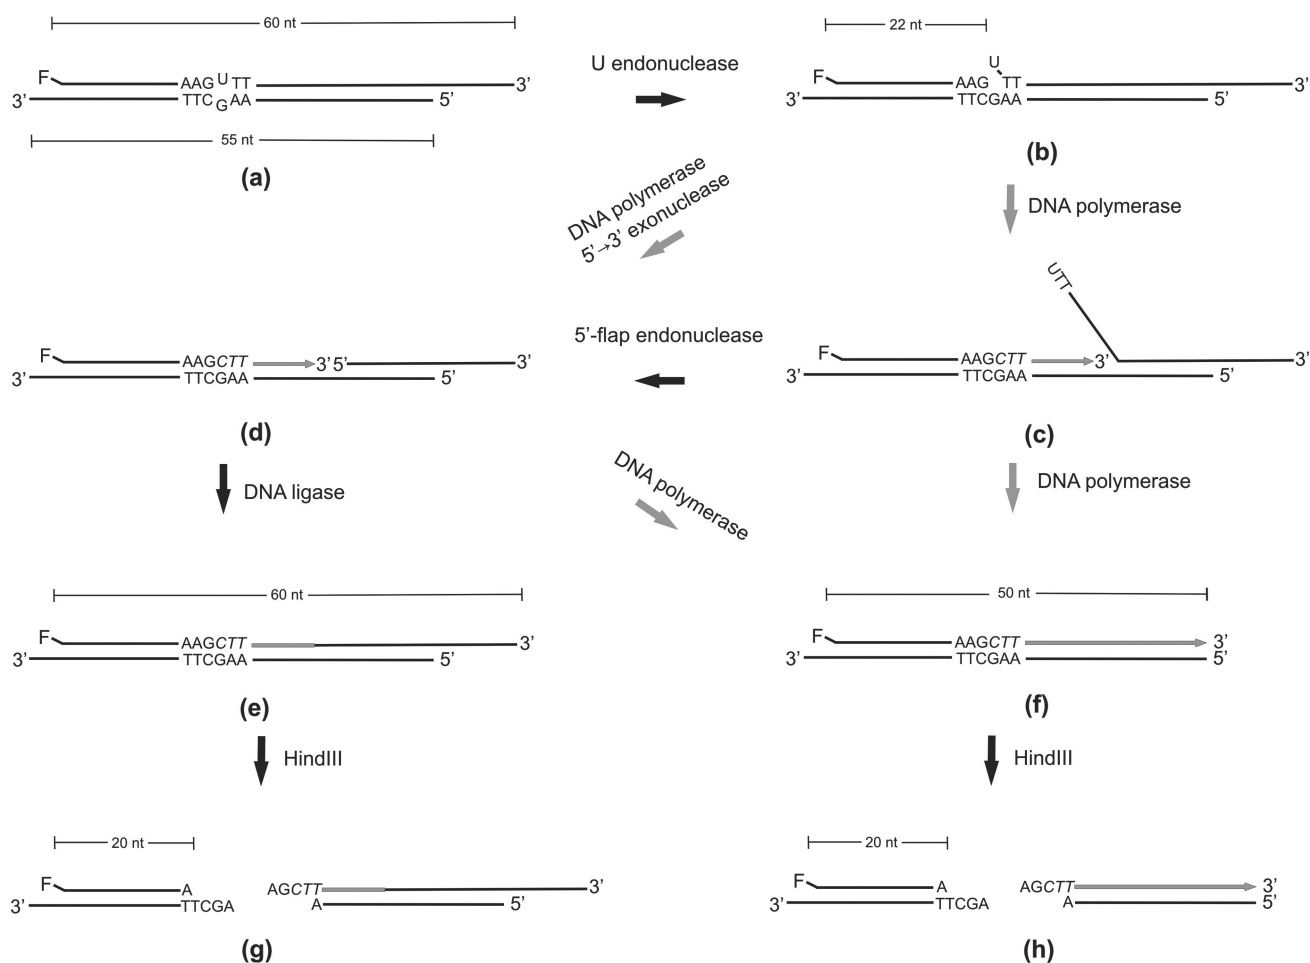 60 nt
F
AAG U TT
3'
3'
TTC G AA
5'
55 nt
(a)
U endonuclease
22 nt
U
F
AAG
TT
3'
3'
TTCGAA
5'
(b)
DNA polymerase
5'→3' exonuclease
DNA polymerase
F
AAGCTT
3' 5'
3'
3'
TTCGAA
5'
(d)
5'-flap endonuclease
UTT
F
AAGCTT
3'
3'
3'
TTCGAA
5'
(c)
DNA ligase
DNA polymerase
DNA polymerase
60 nt
F
AAGCTT
3'
3'
TTCGAA
5'
(e)
50 nt
F
AAGCTT
3'
3'
TTCGAA
5'
(f)
HindIII
HindIII
20 nt
F
A
AGCTT
3'
3'
TTCGA
A
5'
(g)
20 nt
F
A
AGCTT
3'
3'
TTCGA
A
5'
(h)